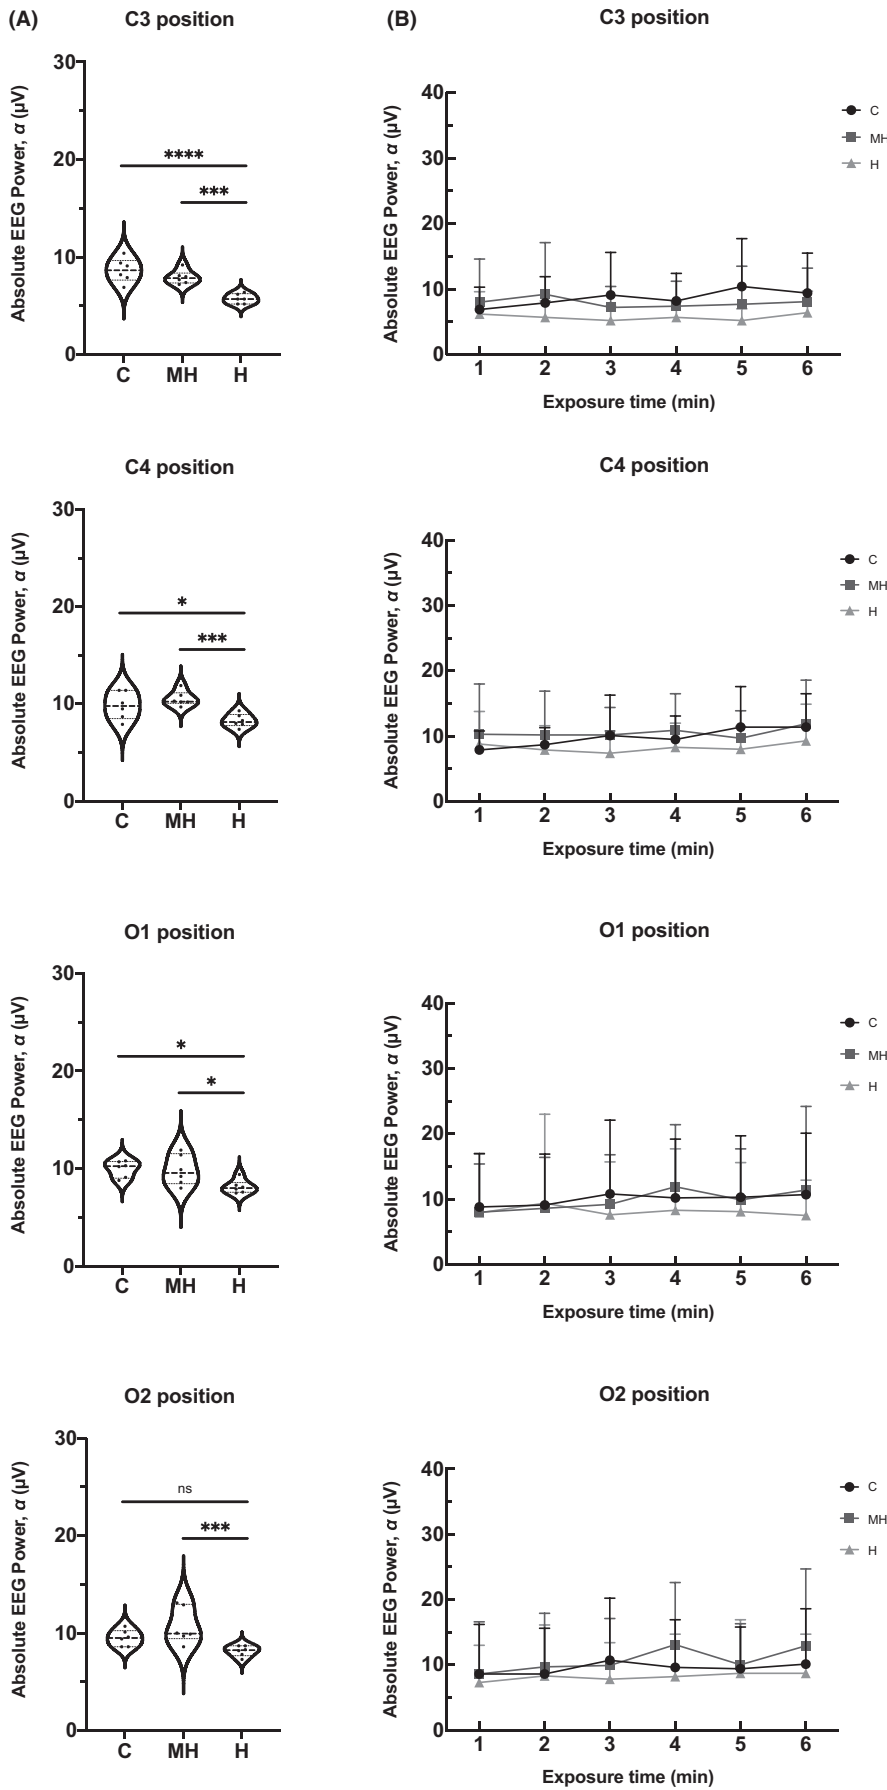 (A)
C3 position
Absolute EEG Power, α (µV)
30
20
10
0
****
***
C MH H
(B)
C3 position
Absolute EEG Power, α (µV)
40
30
20
10
0
1 2 3 4 5 6
Exposure time (min)
C
MH
H
C4 position
Absolute EEG Power, α (µV)
30
20
10
0
*
***
C MH H
C4 position
Absolute EEG Power, α (µV)
40
30
20
10
0
1 2 3 4 5 6
Exposure time (min)
C
MH
H
O1 position
Absolute EEG Power, α (µV)
30
20
10
0
*
*
C MH H
O1 position
Absolute EEG Power, α (µV)
40
30
20
10
0
1 2 3 4 5 6
Exposure time (min)
C
MH
H
O2 position
Absolute EEG Power, α (µV)
30
20
10
0
ns
***
C MH H
O2 position
Absolute EEG Power, α (µV)
40
30
20
10
0
1 2 3 4 5 6
Exposure time (min)
C
MH
H